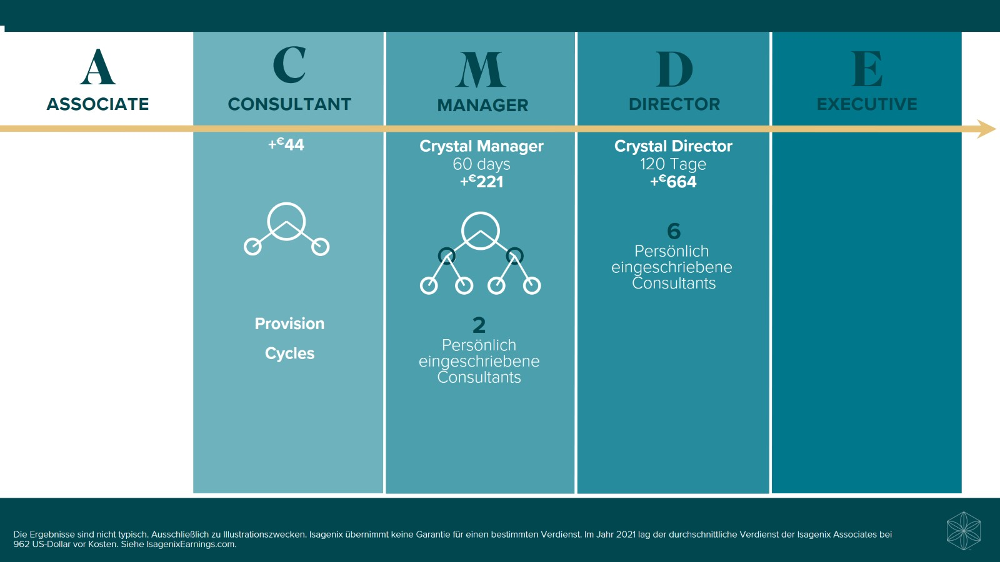 A
ASSOCIATE
C
CONSULTANT
+€44
Provision
Cycles
M
MANAGER
Crystal Manager
60 days
+€221
2
Persönlich
eingeschriebene
Consultants
D
DIRECTOR
Crystal Director
120 Tage
+€664
6
Persönlich
eingeschriebene
Consultants
E
EXECUTIVE
Die Ergebnisse sind nicht typisch. Ausschließlich zu Illustrationszwecken. Isagenix übernimmt keine Garantie für einen bestimmten Verdienst. Im Jahr 2021 lag der durchschnittliche Verdienst der Isagenix Associates bei
962 US-Dollar vor Kosten. Siehe IsagenixEarnings.com.